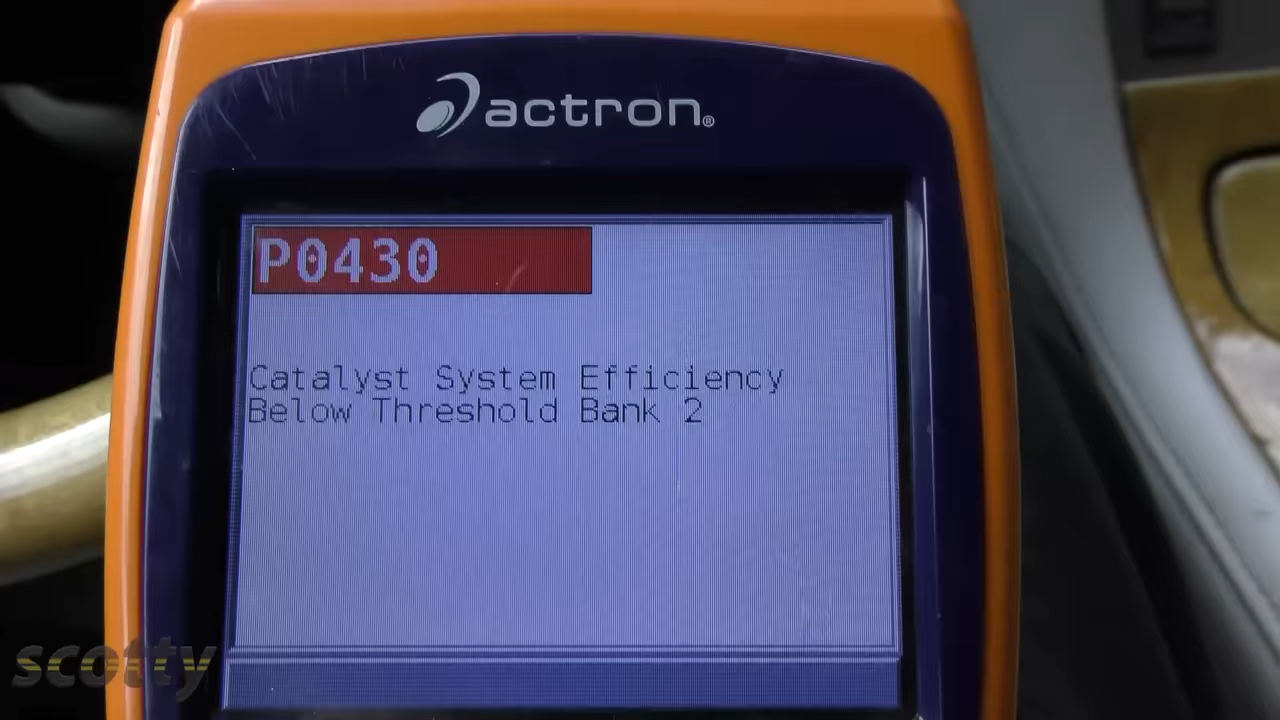 actron®
P0430
Catalyst System Efficiency
Below Threshold Bank 2
scotty